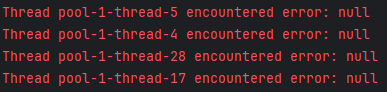 Thread pool-1-thread-5 encountered error: null
Thread pool-1-thread-4 encountered error: null
Thread pool-1-thread-28 encountered error: null
Thread pool-1-thread-17 encountered error: null